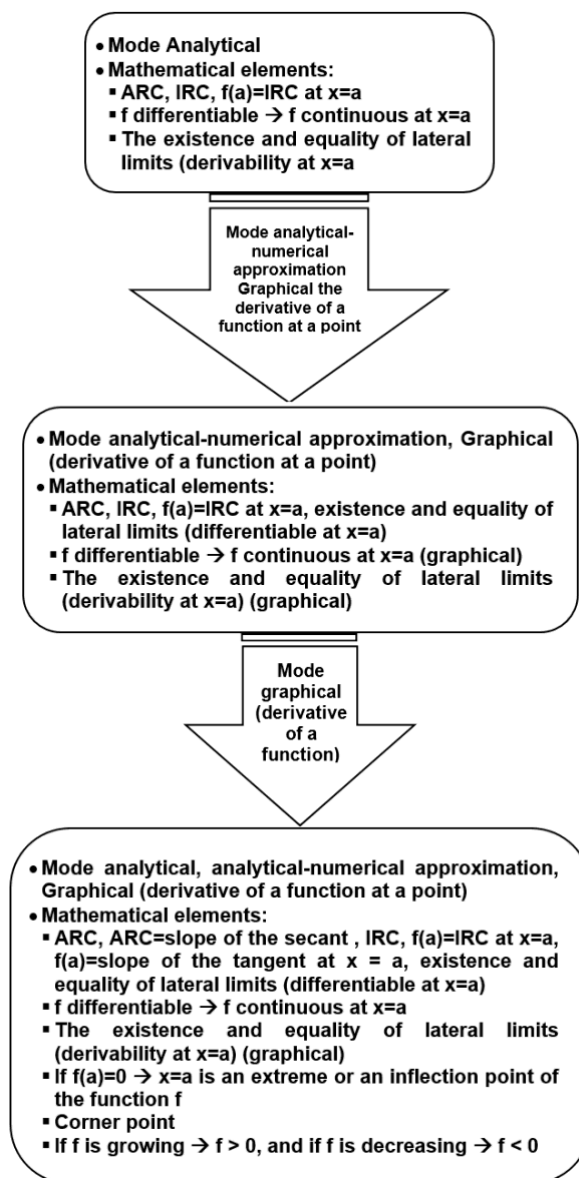 • Mode Analytical
• Mathematical elements:
▪ ARC, IRC, f(a)=IRC at x=a
▪ f differentiable → f continuous at x=a
▪ The existence and equality of lateral
limits (derivability at x=a
Mode analytical-
numerical
approximation
Graphical the
derivative of a
function at a point
• Mode analytical-numerical approximation, Graphical
(derivative of a function at a point)
• Mathematical elements:
▪ ARC, IRC, f(a)=IRC at x=a, existence and equality of
lateral limits (differentiable at x=a)
▪ f differentiable → f continuous at x=a (graphical)
▪ The existence and equality of lateral limits
(derivability at x=a) (graphical)
Mode
graphical
(derivative
of a
function)
• Mode analytical, analytical-numerical approximation,
Graphical (derivative of a function at a point)
• Mathematical elements:
▪ ARC, ARC=slope of the secant , IRC, f(a)=IRC at x=a,
f(a)=slope of the tangent at x = a, existence and
equality of lateral limits (differentiable at x=a)
▪ f differentiable → f continuous at x=a
▪ The existence and equality of lateral limits
(derivability at x=a) (graphical)
▪ If f(a)=0 → x=a is an extreme or an inflection point of
the function f
▪ Corner point
▪ If f is growing → f > 0, and if f is decreasing → f < 0